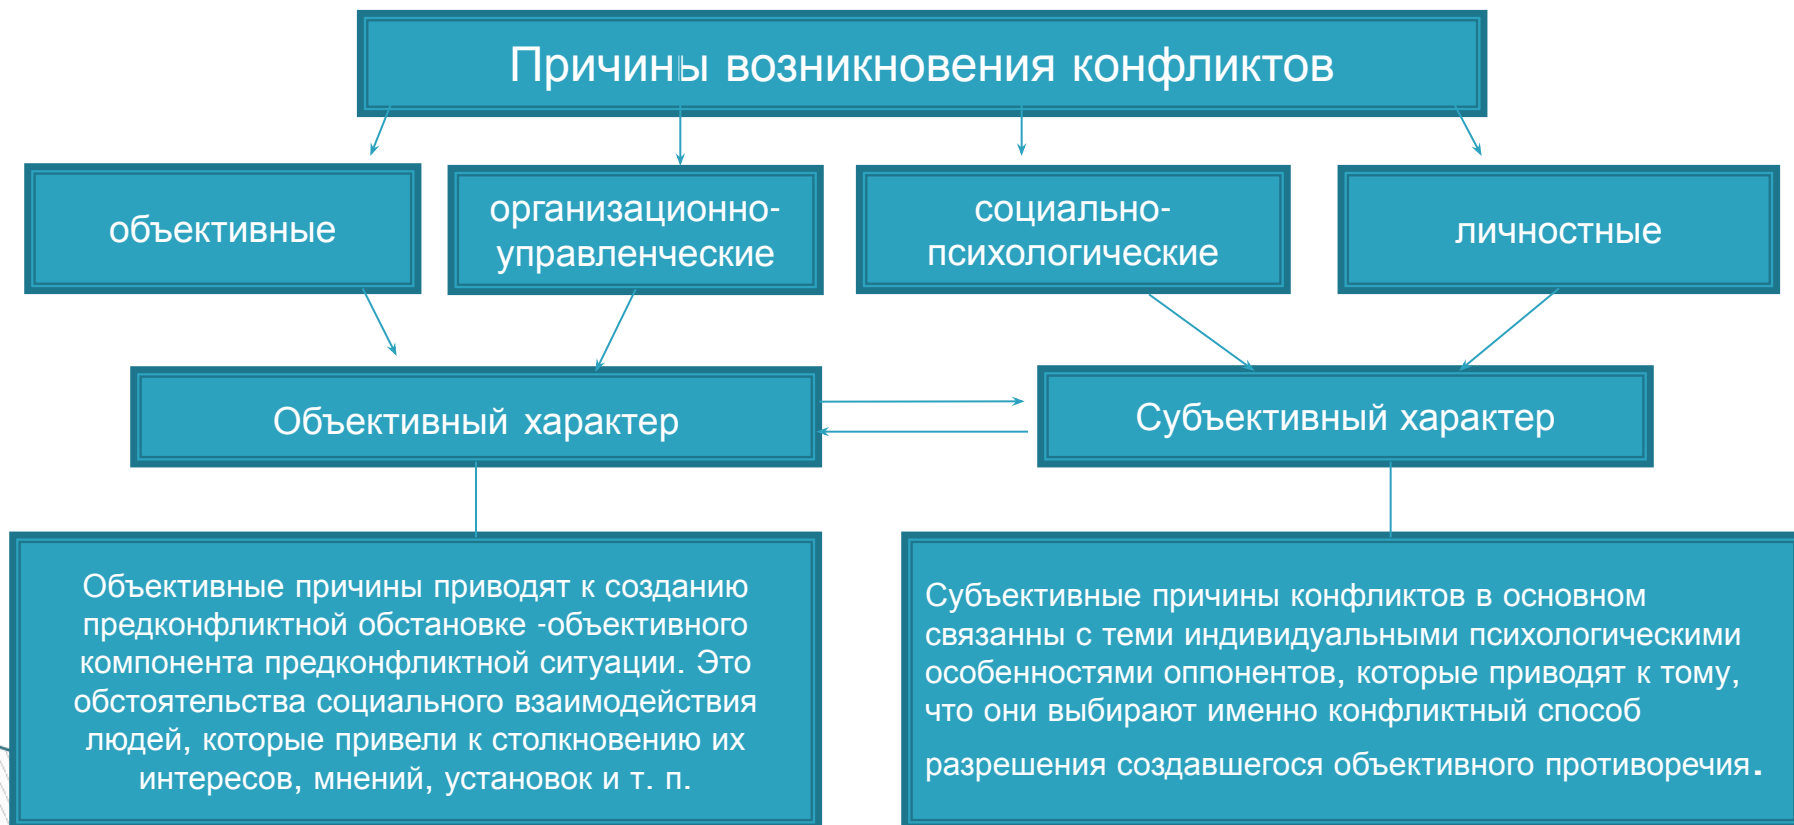 Причины возникновения конфликтов
объективные
организационно-
управленческие
социально-
психологические
личностные
Объективный характер
Субъективный характер
Объективные причины приводят к созданию
предконфликтной обстановке -объективного
компонента предконфликтной ситуации. Это
обстоятельства социального взаимодействия
людей, которые привели к столкновению их
интересов, мнений, установок и т. п.
Субъективные причины конфликтов в основном
связанны с теми индивидуальными психологическими
особенностями оппонентов, которые приводят к тому,
что они выбирают именно конфликтный способ
разрешения создавшегося объективного противоречия.